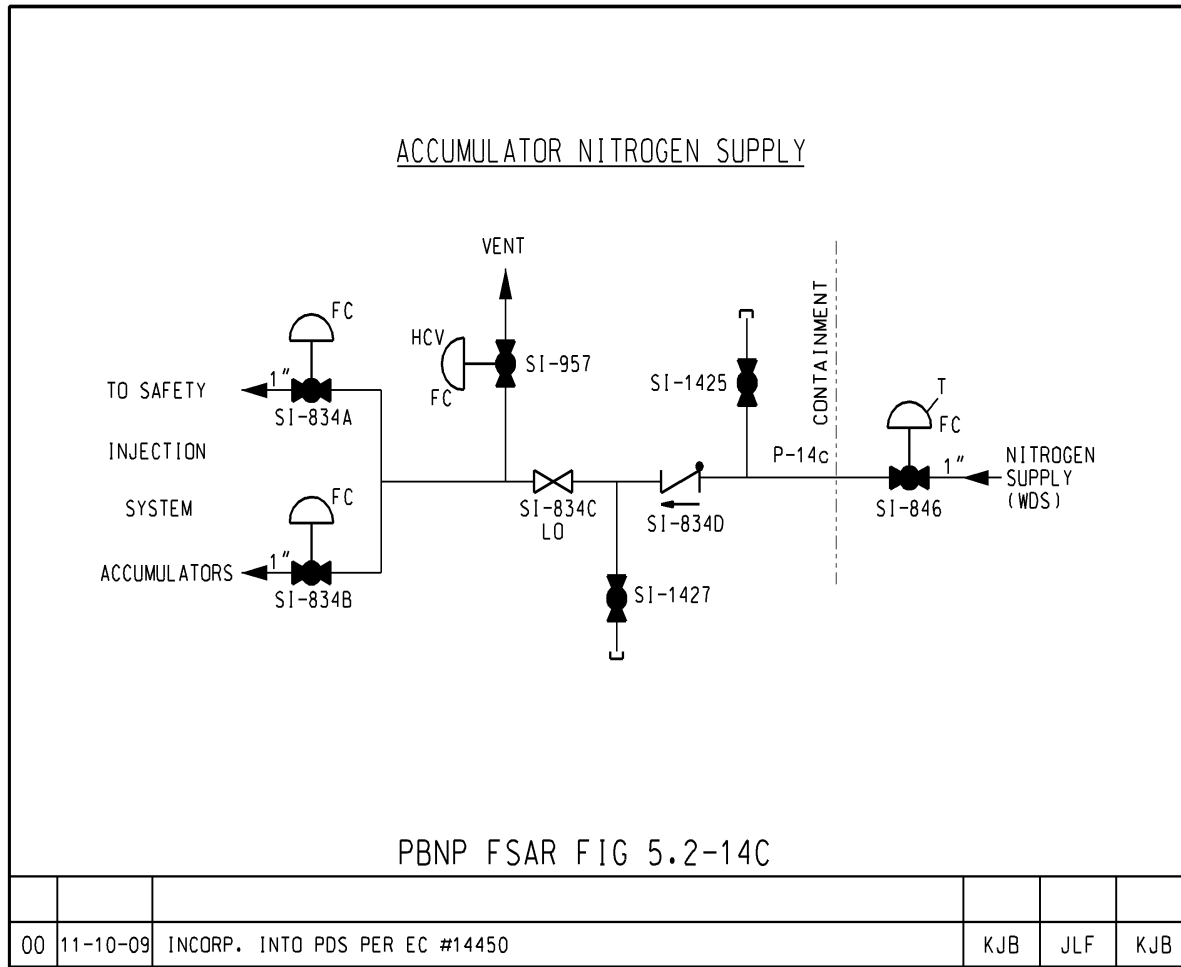 ACCUMULATOR NITROGEN SUPPLY
VENT
FC
HCV
FC
SI-957
TO SAFETY
1"
SI-834A
INJECTION
SYSTEM
FC
ACCUMULATORS
1"
SI-834B
SI-834C
LO
SI-834D
SI-1427
SI-1425
CONTAINMENT
P-14c
T
FC
1"
SI-846
NITROGEN
SUPPLY
(WDS)
PBNP FSAR FIG 5.2-14C
00 11-10-09 INCORP. INTO PDS PER EC #14450 KJB JLF KJB